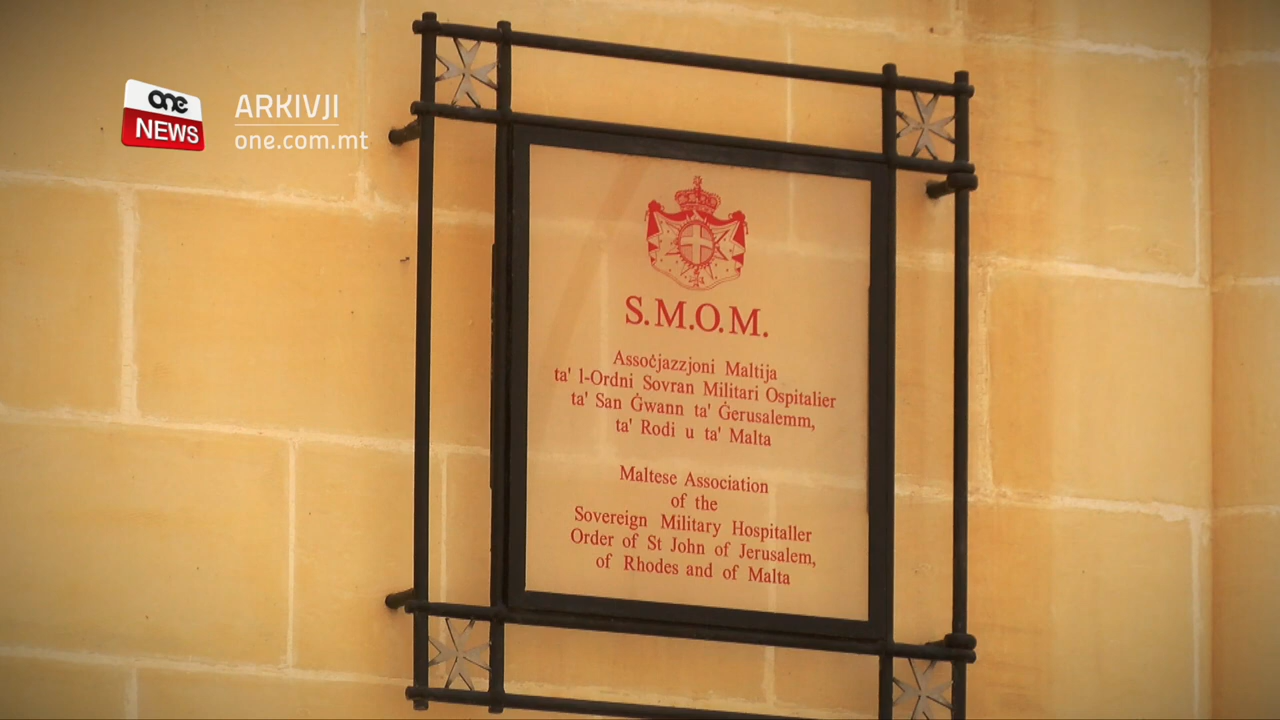 one
NEWS
ARKIVJI
one.com.mt
S.M.O.M.
Assoċjazzjoni Maltija
ta' l-Ordni Sovran Militari Ospitalier
ta' San Ġwann ta' Ġerusalemm,
ta' Rodi u ta' Malta
Maltese Association
of the
Sovereign Military Hospitaller
Order of St John of Jerusalem,
of Rhodes and of Malta